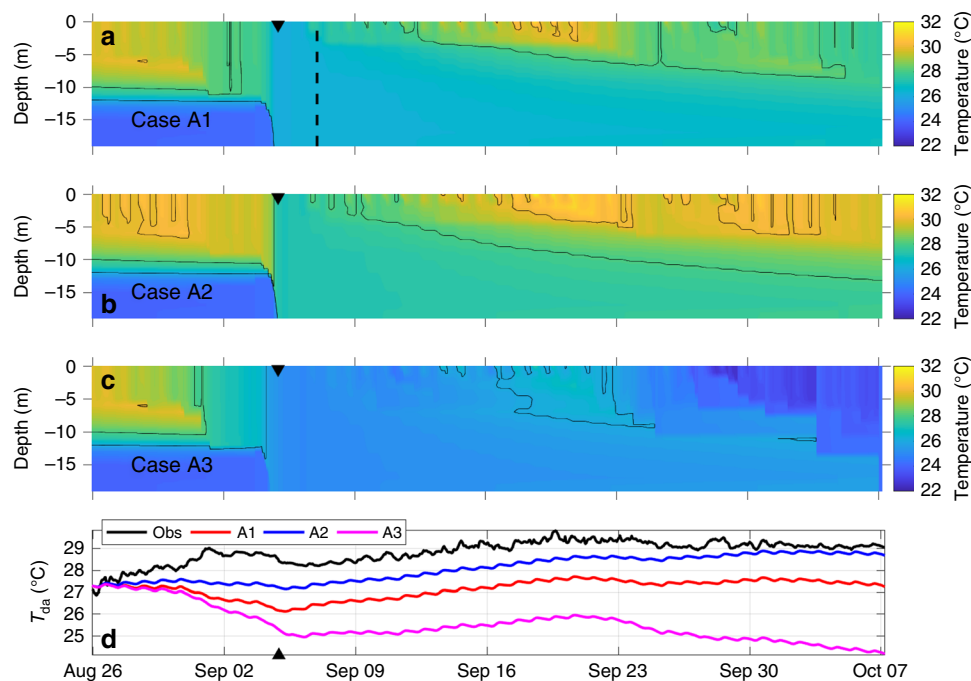 a
0
−5
−10
−15
Depth (m)
Case A1
32
30
28
26
24
22
Temperature (°C)
0
−5
−10
−15
Depth (m)
Case A2
b
32
30
28
26
24
22
Temperature (°C)
c
0
−5
−10
−15
Depth (m)
Case A3
32
30
28
26
24
22
Temperature (°C)
Obs A1 A2 A3
29
28
27
26
25
Tda (°C)
d
Aug 26 Sep 02 Sep 09 Sep 16 Sep 23 Sep 30 Oct 07